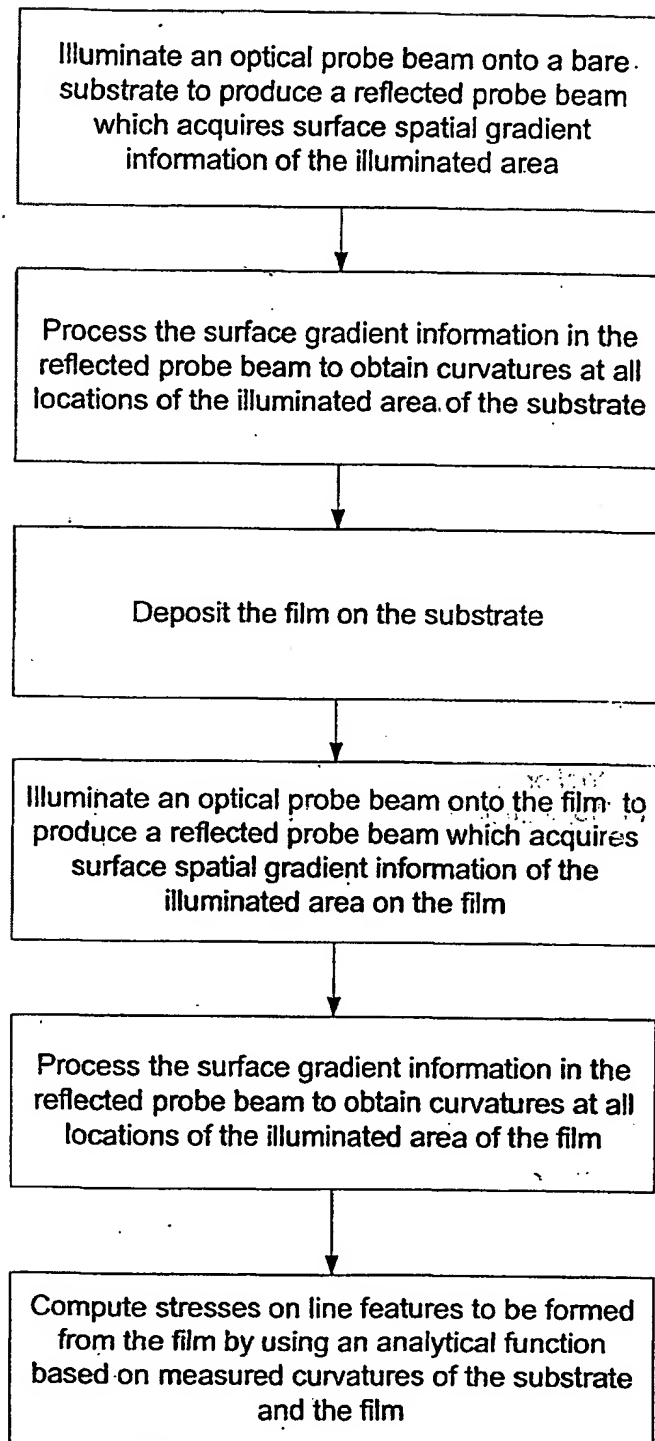 Illuminate an optical probe beam onto a bare
substrate to produce a reflected probe beam
which acquires surface spatial gradient
information of the illuminated area
Process the surface gradient information in the
reflected probe beam to obtain curvatures at all
locations of the illuminated area of the substrate
Deposit the film on the substrate
Illuminate an optical probe beam onto the film to
produce a reflected probe beam which acquires
surface spatial gradient information of the
illuminated area on the film
Process the surface gradient information in the
reflected probe beam to obtain curvatures at all
locations of the illuminated area of the film
Compute stresses on line features to be formed
from the film by using an analytical function
based on measured curvatures of the substrate
and the film